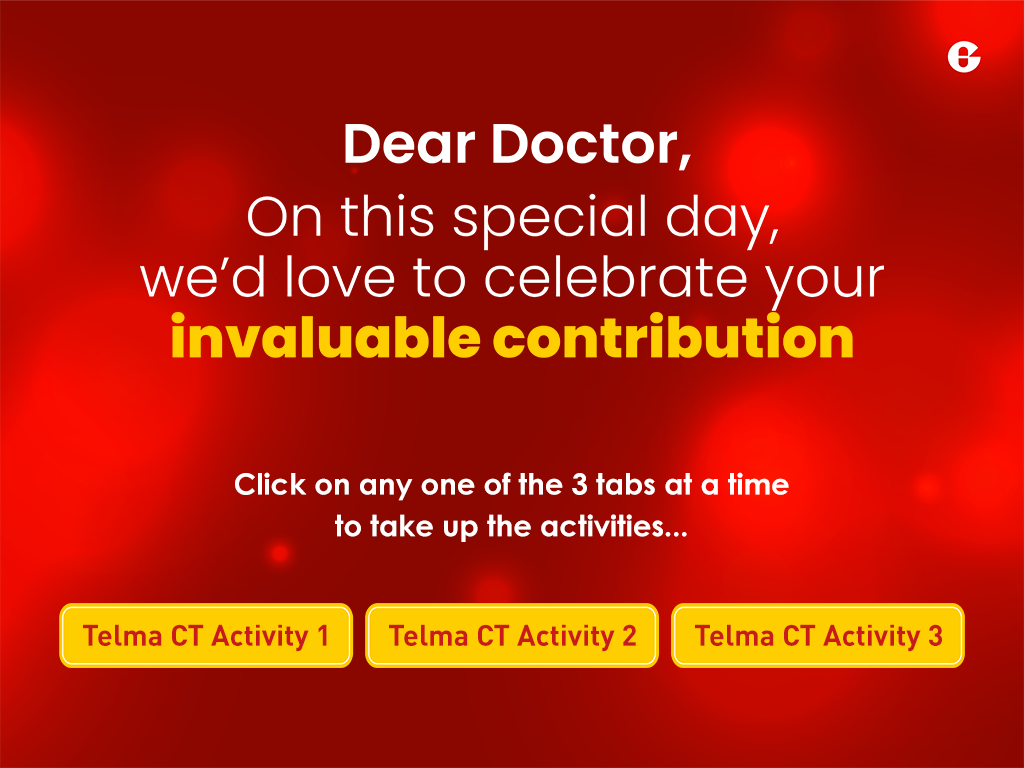 Dear Doctor,
On this special day,
we’d love to celebrate your
invaluable contribution
Click on any one of the 3 tabs at a time
to take up the activities...
Telma CT Activity 1
Telma CT Activity 2
Telma CT Activity 3